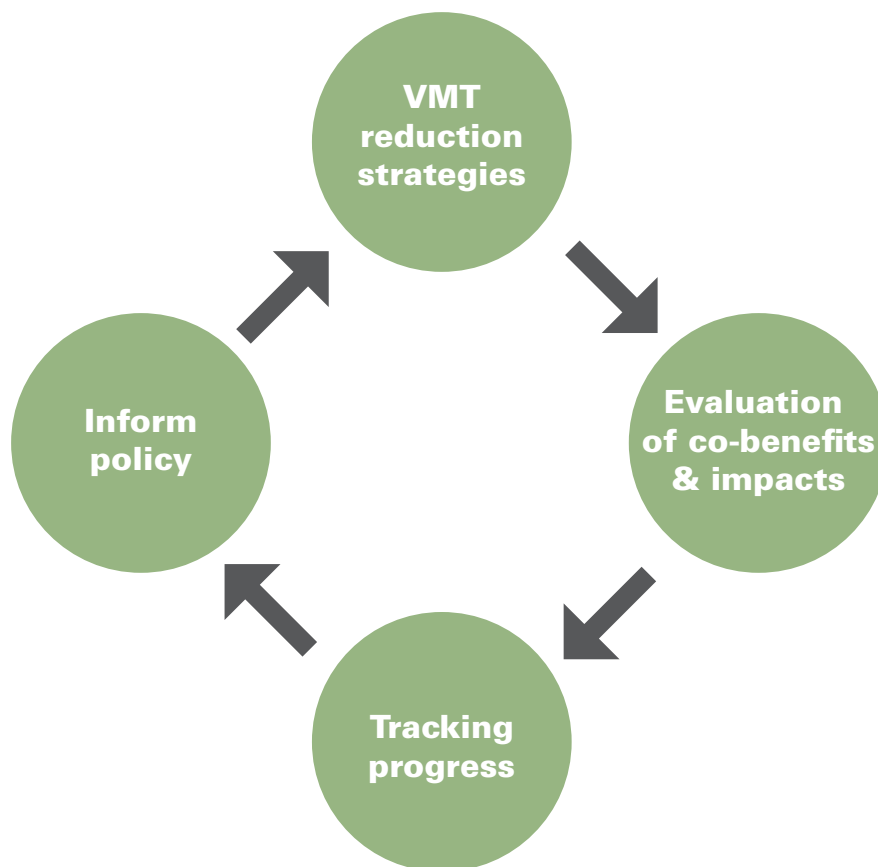 VMT
reduction
strategies
Evaluation
of co-benefits
& impacts
Inform
policy
Tracking
progress